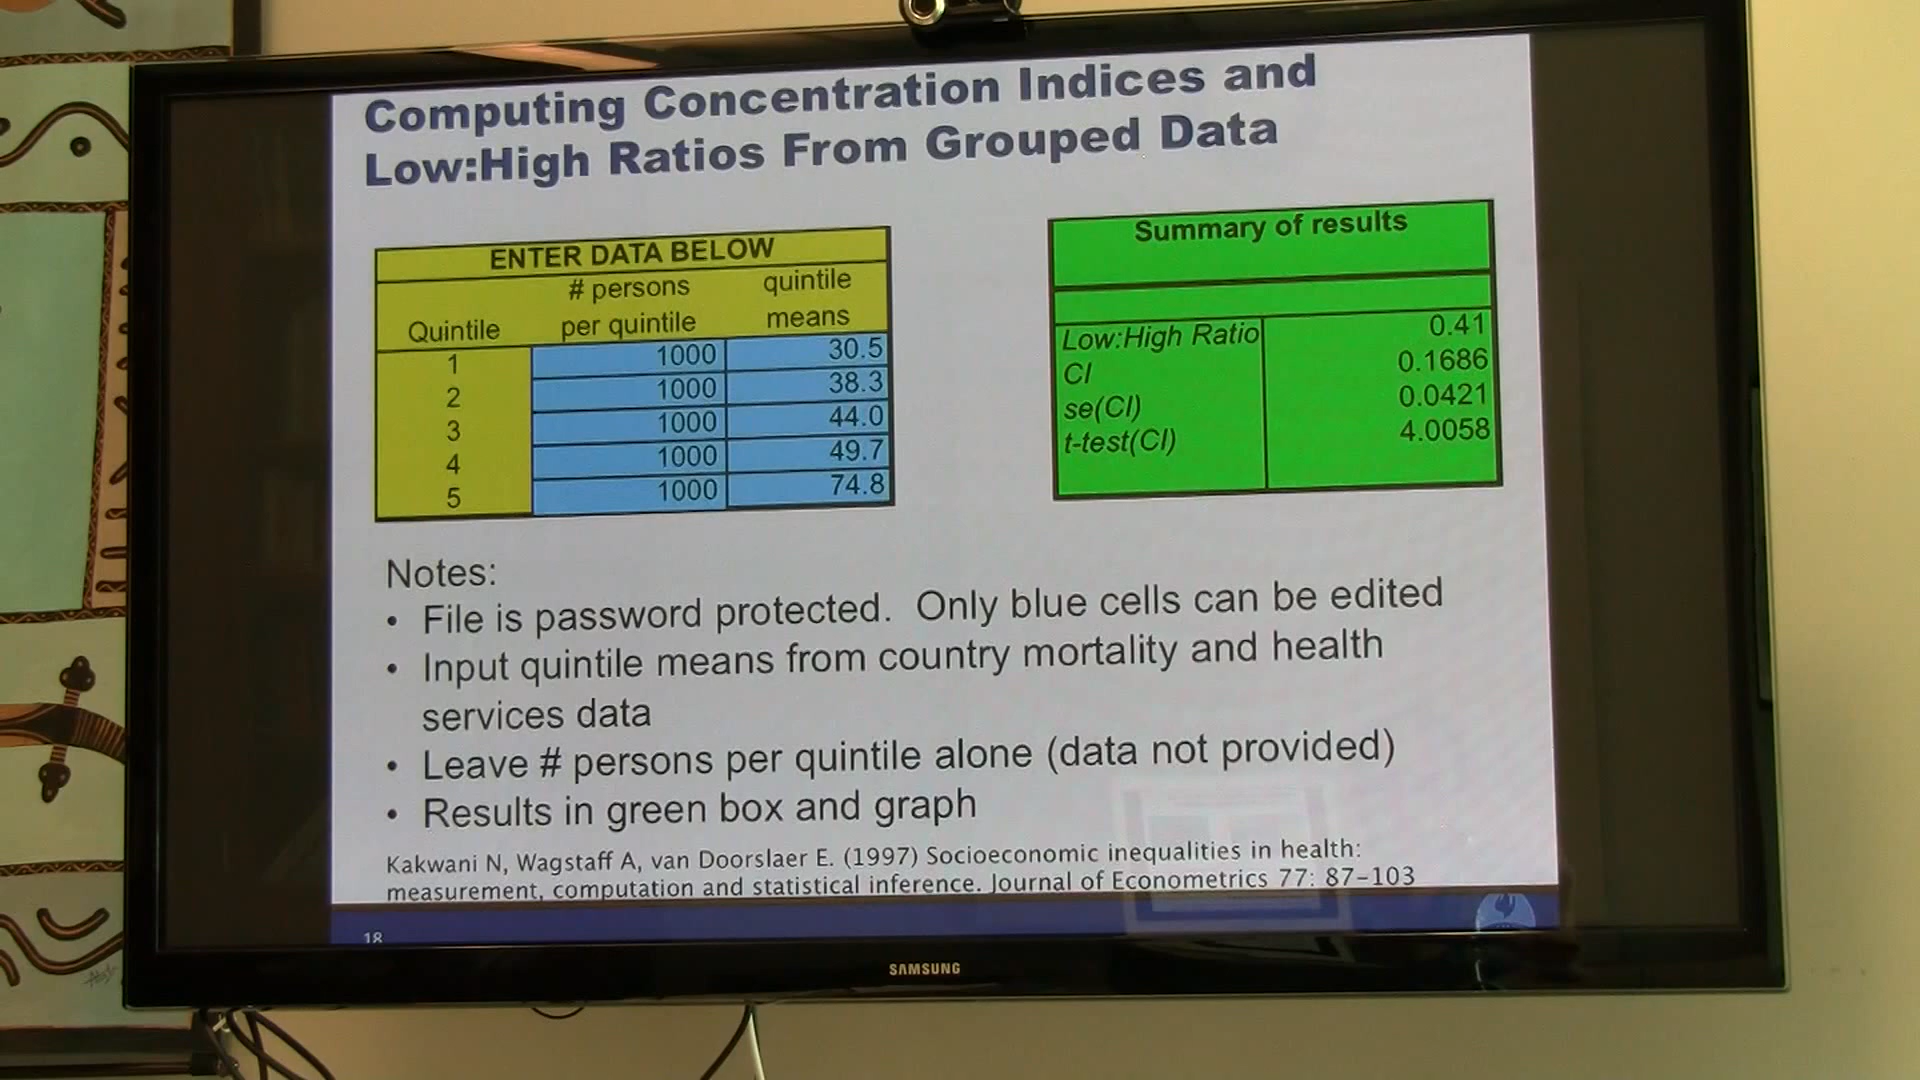 Computing Concentration Indices and
Low:High Ratios From Grouped Data
ENTER DATA BELOW
Quintile # persons per quintile quintile means
1 1000 30.5
2 1000 38.3
3 1000 44.0
4 1000 49.7
5 1000 74.8
Summary of results
Low:High Ratio 0.41
CI 0.1686
se(CI) 0.0421
t-test(CI) 4.0058
Notes:
• File is password protected. Only blue cells can be edited
• Input quintile means from country mortality and health
services data
• Leave # persons per quintile alone (data not provided)
• Results in green box and graph
Kakwani N, Wagstaff A, van Doorslaer E. (1997) Socioeconomic inequalities in health:
measurement, computation and statistical inference. Journal of Econometrics 77: 87–103
18
SAMSUNG